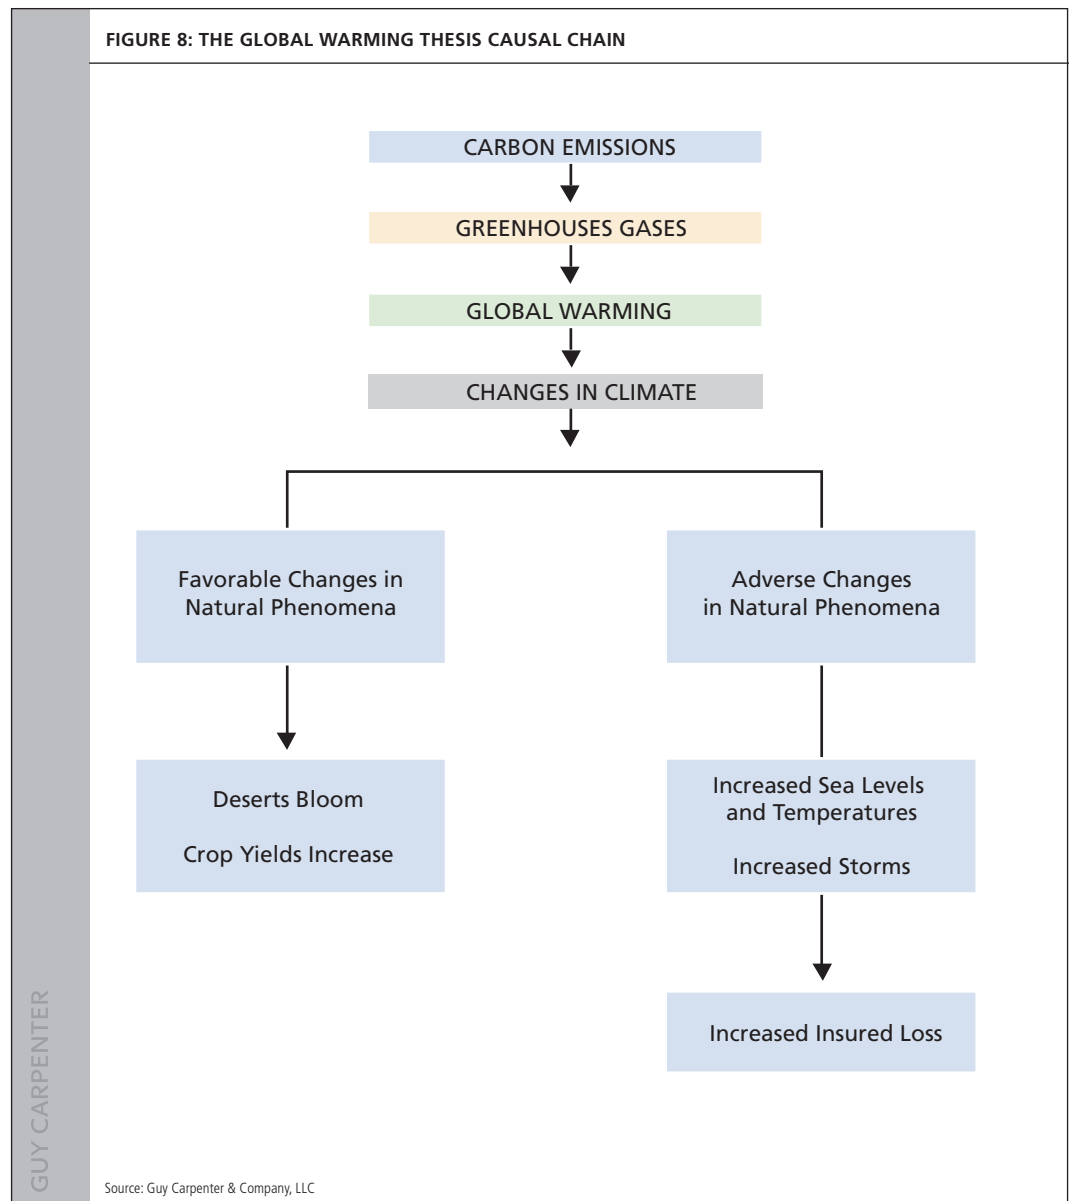 FIGURE 8: THE GLOBAL WARMING THESIS CAUSAL CHAIN
CARBON EMISSIONS
GREENHOUSES GASES
GLOBAL WARMING
CHANGES IN CLIMATE
Favorable Changes in
Natural Phenomena
Adverse Changes
in Natural Phenomena
Deserts Bloom
Crop Yields Increase
Increased Sea Levels
and Temperatures
Increased Storms
Increased Insured Loss
GUY CARPENTER
Source: Guy Carpenter & Company, LLC